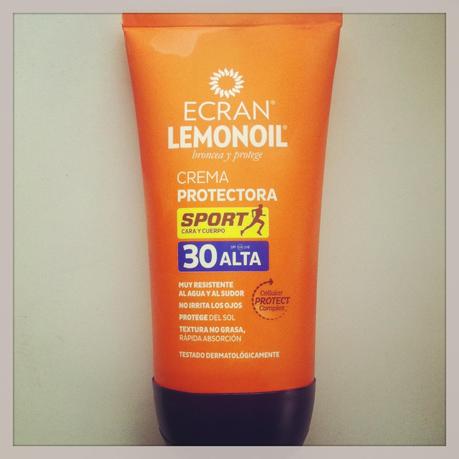 ECRAN®
LEMONOIL®
broncea y protege
CREMA
PROTECTORA
SPORT
CARA Y CUERPO
30 ALTA
MUY RESISTENTE
AL AGUA Y AL SUDOR
NO IRRITA LOS OJOS
PROTEGE DEL SOL
TEXTURA NO GRASA,
RÁPIDA ABSORCIÓN
TESTADO DERMATOLÓGICAMENTE
Cellular
PROTECT
Complex